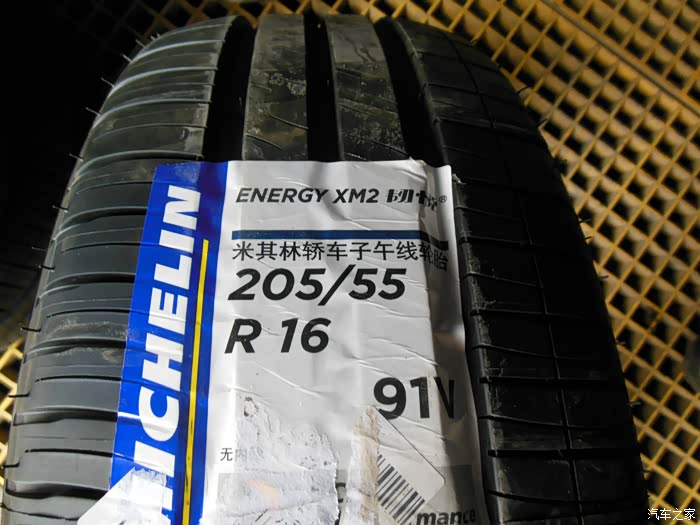 MICHELIN
ENERGY XM2 韧⁺悍®
米其林轿车子午线轮胎
205/55
R 16
91V
无内
mance
汽车之家